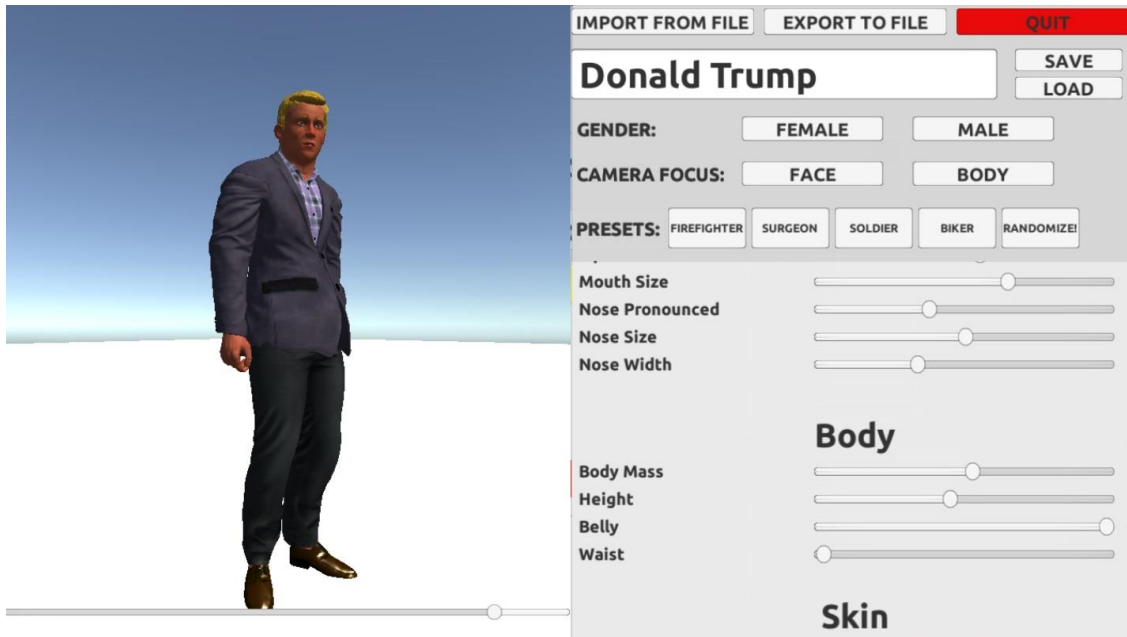 IMPORT FROM FILE EXPORT TO FILE QUIT
Donald Trump
SAVE
LOAD
GENDER: FEMALE MALE
CAMERA FOCUS: FACE BODY
PRESETS: FIREFIGHTER SURGEON SOLDIER BIKER RANDOMIZE!
Mouth Size
Nose Pronounced
Nose Size
Nose Width
Body
Body Mass
Height
Belly
Waist
Skin